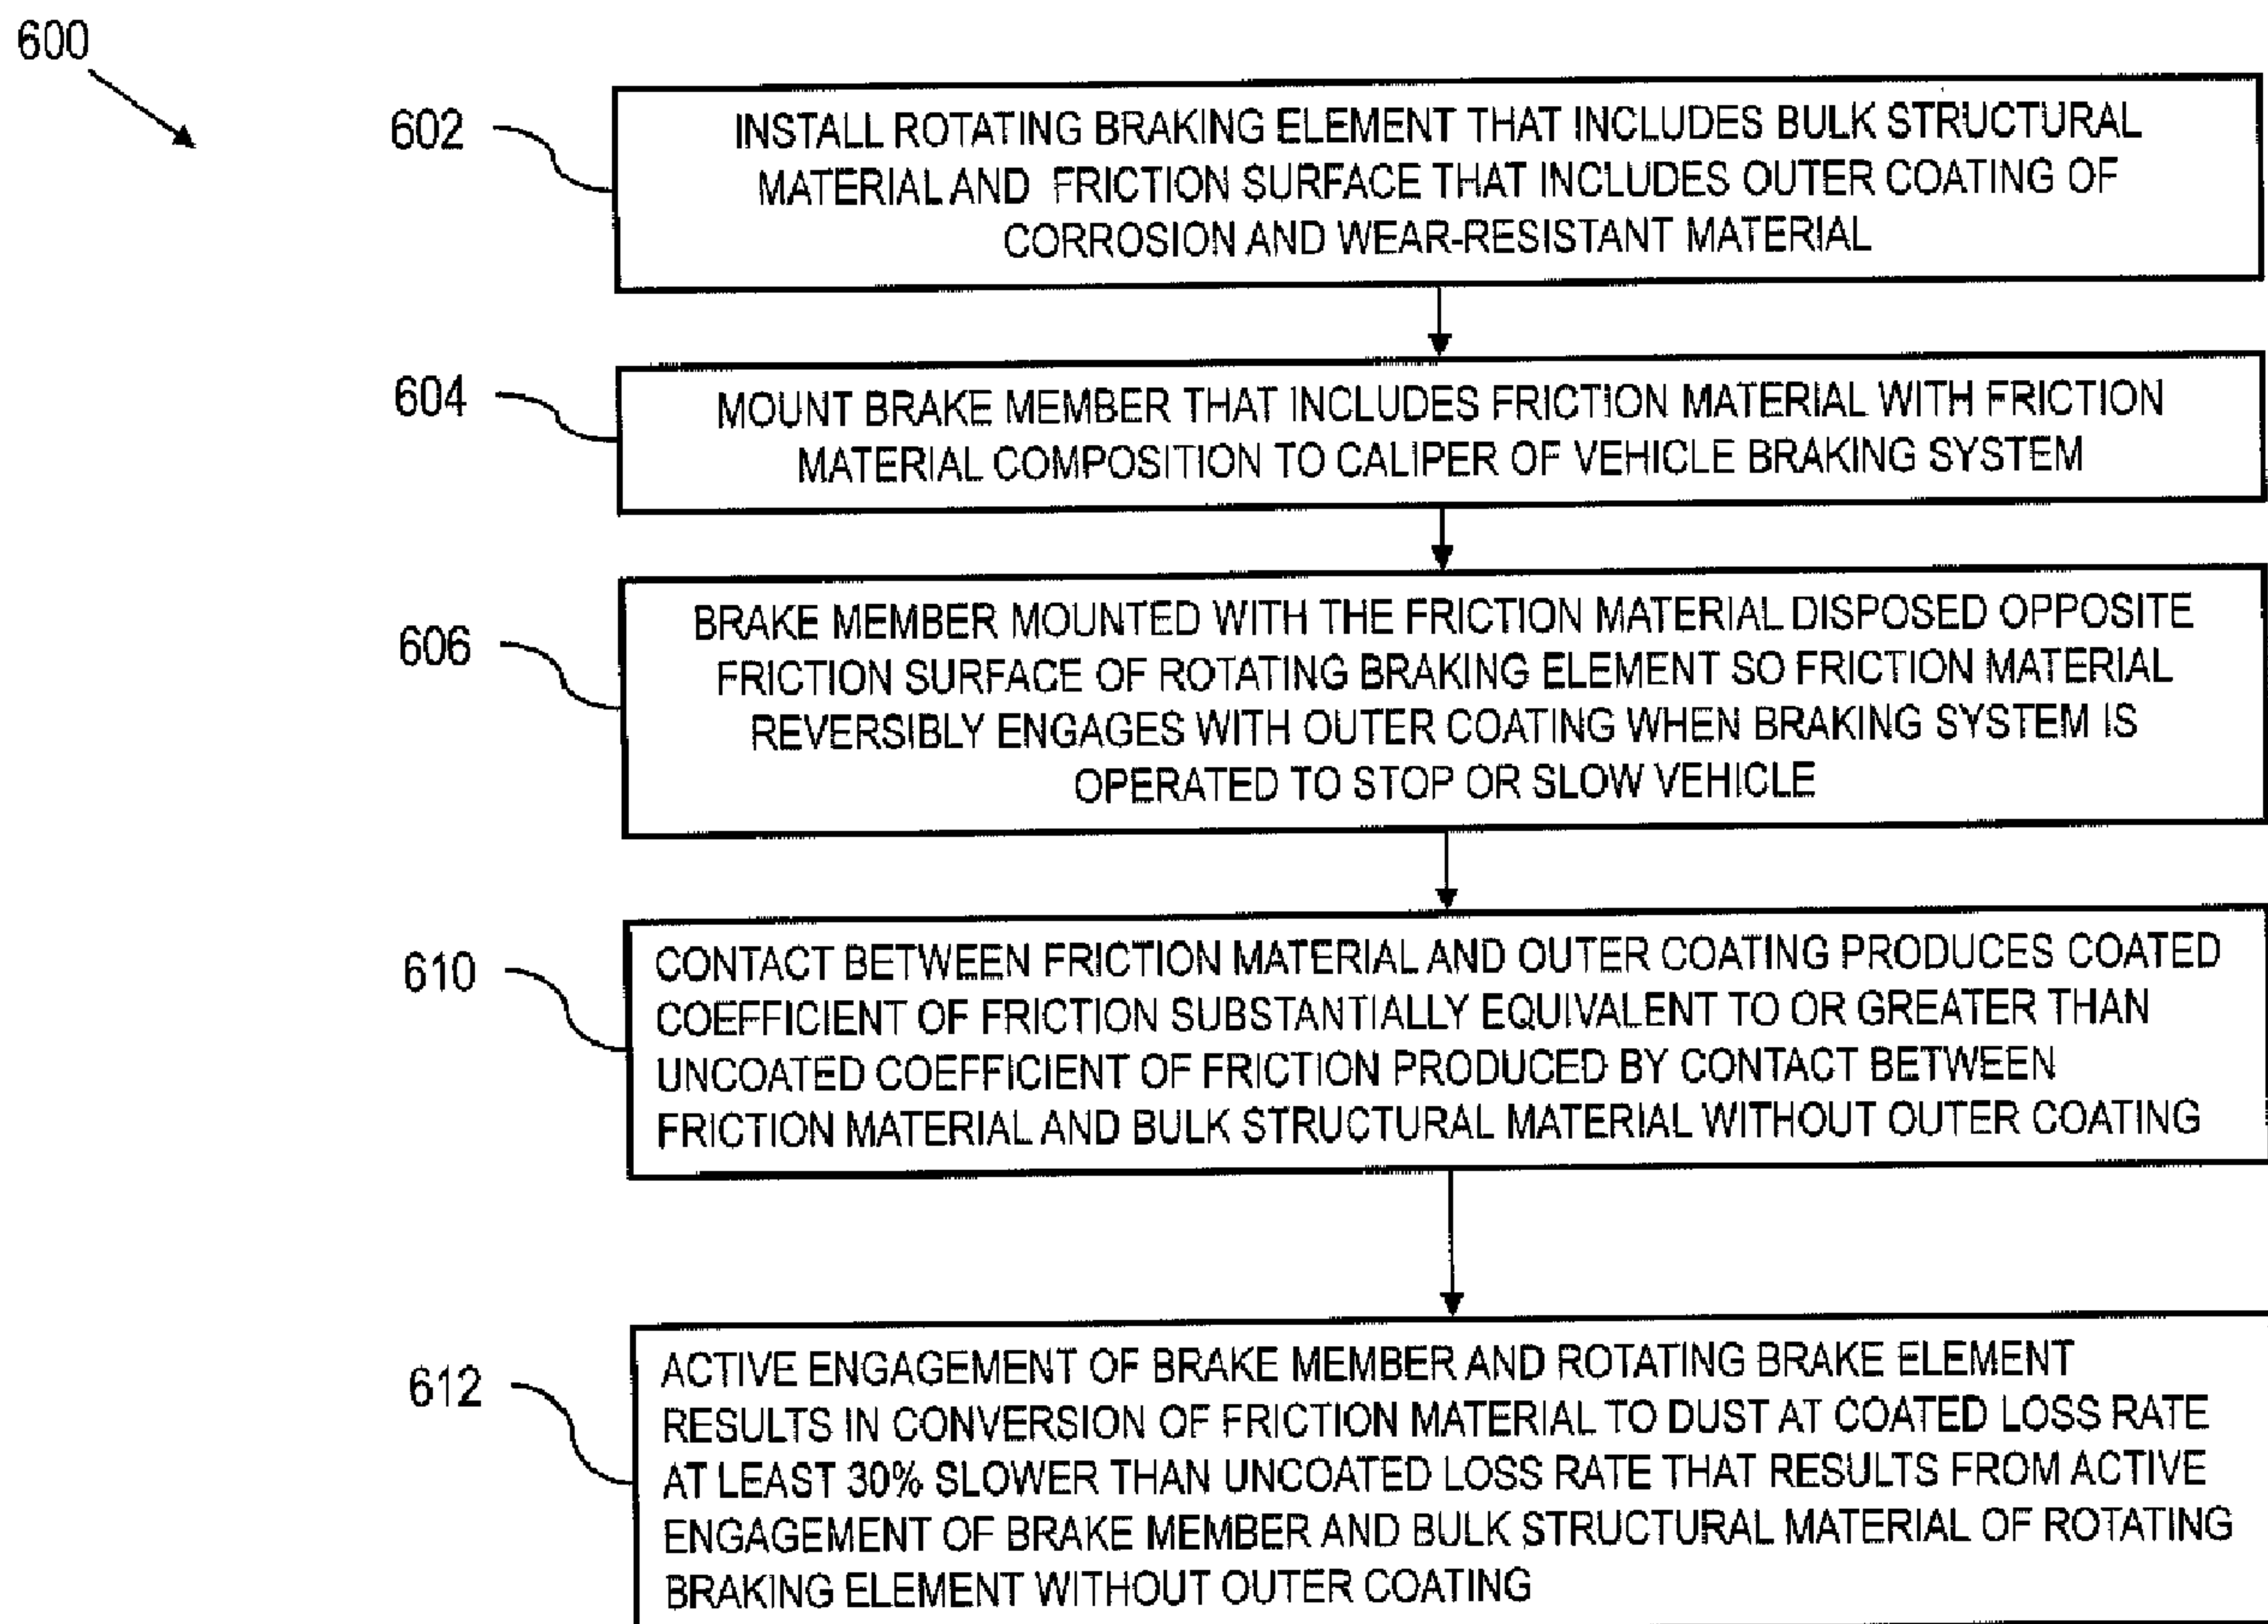 600
602
INSTALL ROTATING BRAKING ELEMENT THAT INCLUDES BULK STRUCTURAL
MATERIAL AND FRICTION SURFACE THAT INCLUDES OUTER COATING OF
CORROSION AND WEAR-RESISTANT MATERIAL
604
MOUNT BRAKE MEMBER THAT INCLUDES FRICTION MATERIAL WITH FRICTION
MATERIAL COMPOSITION TO CALIPER OF VEHICLE BRAKING SYSTEM
606
BRAKE MEMBER MOUNTED WITH THE FRICTION MATERIAL DISPOSED OPPOSITE
FRICTION SURFACE OF ROTATING BRAKING ELEMENT SO FRICTION MATERIAL
REVERSIBLY ENGAGES WITH OUTER COATING WHEN BRAKING SYSTEM IS
OPERATED TO STOP OR SLOW VEHICLE
610
CONTACT BETWEEN FRICTION MATERIAL AND OUTER COATING PRODUCES COATED
COEFFICIENT OF FRICTION SUBSTANTIALLY EQUIVALENT TO OR GREATER THAN
UNCOATED COEFFICIENT OF FRICTION PRODUCED BY CONTACT BETWEEN
FRICTION MATERIAL AND BULK STRUCTURAL MATERIAL WITHOUT OUTER COATING
612
ACTIVE ENGAGEMENT OF BRAKE MEMBER AND ROTATING BRAKE ELEMENT
RESULTS IN CONVERSION OF FRICTION MATERIAL TO DUST AT COATED LOSS RATE
AT LEAST 30% SLOWER THAN UNCOATED LOSS RATE THAT RESULTS FROM ACTIVE
ENGAGEMENT OF BRAKE MEMBER AND BULK STRUCTURAL MATERIAL OF ROTATING
BRAKING ELEMENT WITHOUT OUTER COATING